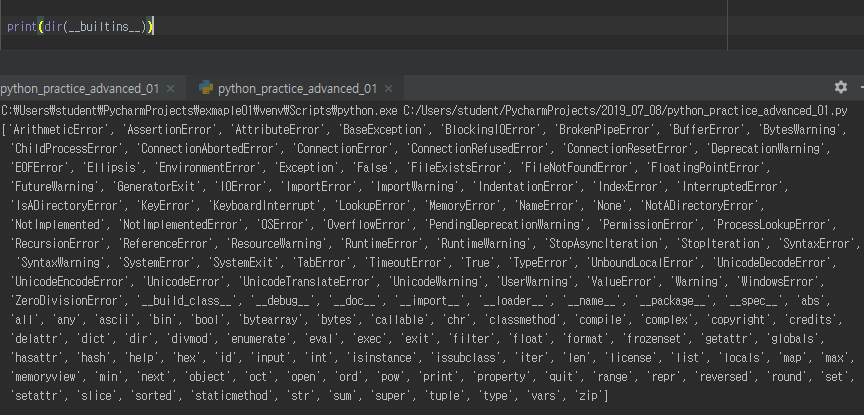 print(dir(__builtins__))
python_practice_advanced_01 × python_practice_advanced_01 ×
C:₩Users₩student₩PycharmProjects₩exmaple01₩venv₩Scripts₩python.exe C:/Users/student/PycharmProjects/2019_07_08/python_practice_advanced_01.py
['ArithmeticError', 'AssertionError', 'AttributeError', 'BaseException', 'BlockingIOError', 'BrokenPipeError', 'BufferError', 'BytesWarning',
'ChildProcessError', 'ConnectionAbortedError', 'ConnectionError', 'ConnectionRefusedError', 'ConnectionResetError', 'DeprecationWarning',
'EOFError', 'Ellipsis', 'EnvironmentError', 'Exception', 'False', 'FileExistsError', 'FileNotFoundError', 'FloatingPointError',
'FutureWarning', 'GeneratorExit', 'IOError', 'ImportError', 'ImportWarning', 'IndentationError', 'IndexError', 'InterruptedError',
'IsADirectoryError', 'KeyError', 'KeyboardInterrupt', 'LookupError', 'MemoryError', 'NameError', 'None', 'NotADirectoryError',
'NotImplemented', 'NotImplementedError', 'OSError', 'OverflowError', 'PendingDeprecationWarning', 'PermissionError', 'ProcessLookupError',
'RecursionError', 'ReferenceError', 'ResourceWarning', 'RuntimeError', 'RuntimeWarning', 'StopAsyncIteration', 'StopIteration', 'SyntaxError',
'SyntaxWarning', 'SystemError', 'SystemExit', 'TabError', 'TimeoutError', 'True', 'TypeError', 'UnboundLocalError', 'UnicodeDecodeError',
'UnicodeEncodeError', 'UnicodeError', 'UnicodeTranslateError', 'UnicodeWarning', 'UserWarning', 'ValueError', 'Warning', 'WindowsError',
'ZeroDivisionError', '__build_class__', '__debug__', '__doc__', '__import__', '__loader__', '__name__', '__package__', '__spec__', 'abs',
'all', 'any', 'ascii', 'bin', 'bool', 'bytearray', 'bytes', 'callable', 'chr', 'classmethod', 'compile', 'complex', 'copyright', 'credits',
'delattr', 'dict', 'dir', 'divmod', 'enumerate', 'eval', 'exec', 'exit', 'filter', 'float', 'format', 'frozenset', 'getattr', 'globals',
'hasattr', 'hash', 'help', 'hex', 'id', 'input', 'int', 'isinstance', 'issubclass', 'iter', 'len', 'license', 'list', 'locals', 'map', 'max',
'memoryview', 'min', 'next', 'object', 'oct', 'open', 'ord', 'pow', 'print', 'property', 'quit', 'range', 'repr', 'reversed', 'round', 'set',
'setattr', 'slice', 'sorted', 'staticmethod', 'str', 'sum', 'super', 'tuple', 'type', 'vars', 'zip']